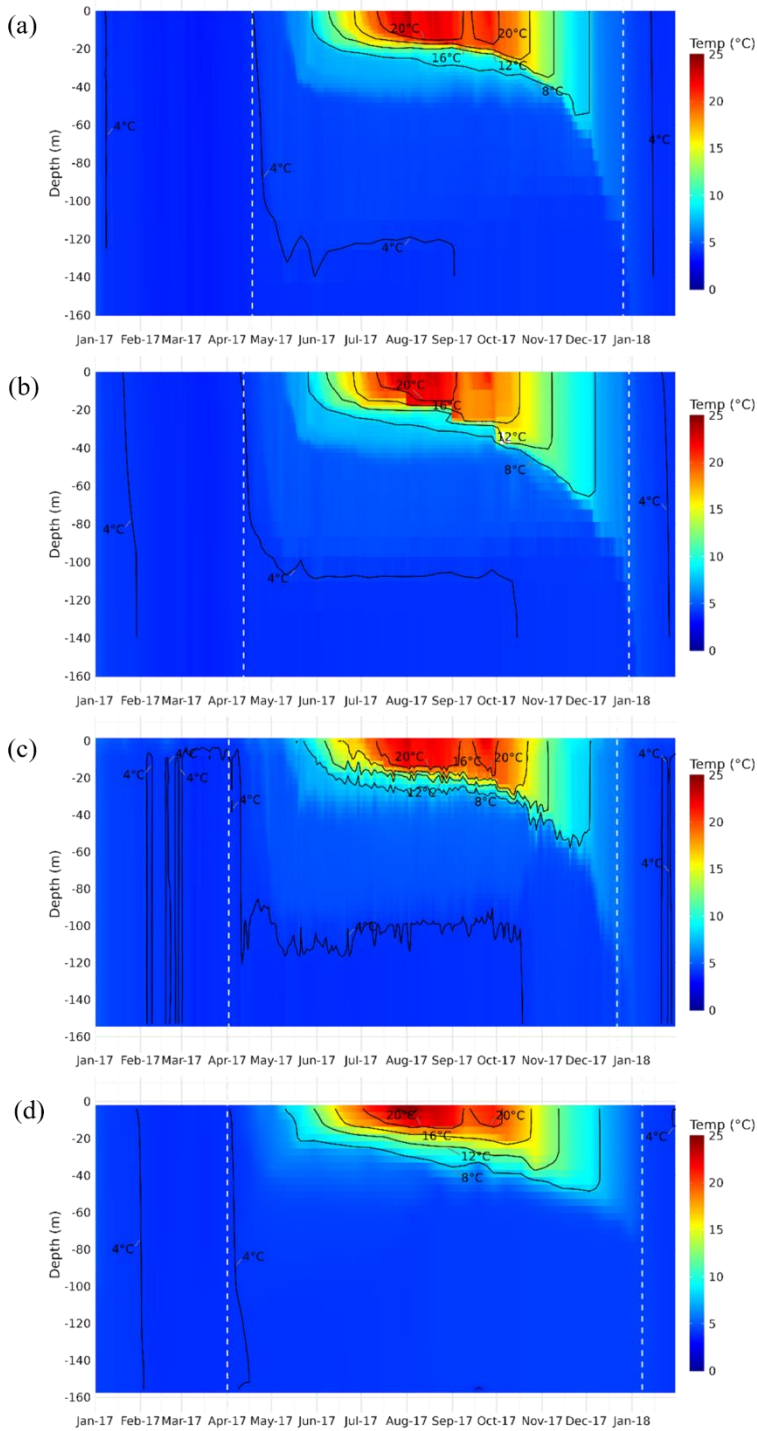 (a)
Temp (°C)
0
-20
-40
-60
-80
-100
-120
-140
-160
Depth (m)
20°C
20°C
16°C
12°C
8°C
4°C
4°C
4°C
4°C
25
20
15
10
5
0
Jan-17 Feb-17 Mar-17 Apr-17 May-17 Jun-17 Jul-17 Aug-17 Sep-17 Oct-17 Nov-17 Dec-17 Jan-18
(b)
Temp (°C)
0
-20
-40
-60
-80
-100
-120
-140
-160
Depth (m)
20°C
16°C
12°C
8°C
4°C
4°C
4°C
25
20
15
10
5
0
Jan-17 Feb-17 Mar-17 Apr-17 May-17 Jun-17 Jul-17 Aug-17 Sep-17 Oct-17 Nov-17 Dec-17 Jan-18
(c)
Temp (°C)
0
-20
-40
-60
-80
-100
-120
-140
-160
Depth (m)
4°C
4°C
4°C
4°C
20°C
16°C
20°C
12°C
8°C
4°C
4°C
4°C
25
20
15
10
5
0
Jan-17 Feb-17 Mar-17 Apr-17 May-17 Jun-17 Jul-17 Aug-17 Sep-17 Oct-17 Nov-17 Dec-17 Jan-18
(d)
Temp (°C)
0
-20
-40
-60
-80
-100
-120
-140
-160
Depth (m)
20°C
20°C
16°C
12°C
8°C
4°C
4°C
4°C
25
20
15
10
5
0
Jan-17 Feb-17 Mar-17 Apr-17 May-17 Jun-17 Jul-17 Aug-17 Sep-17 Oct-17 Nov-17 Dec-17 Jan-18